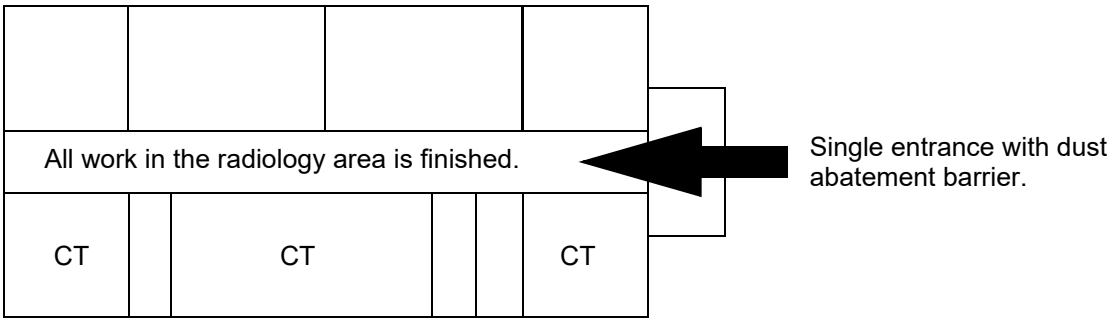 All work in the radiology area is finished.
Single entrance with dust
abatement barrier.
CT
CT
CT